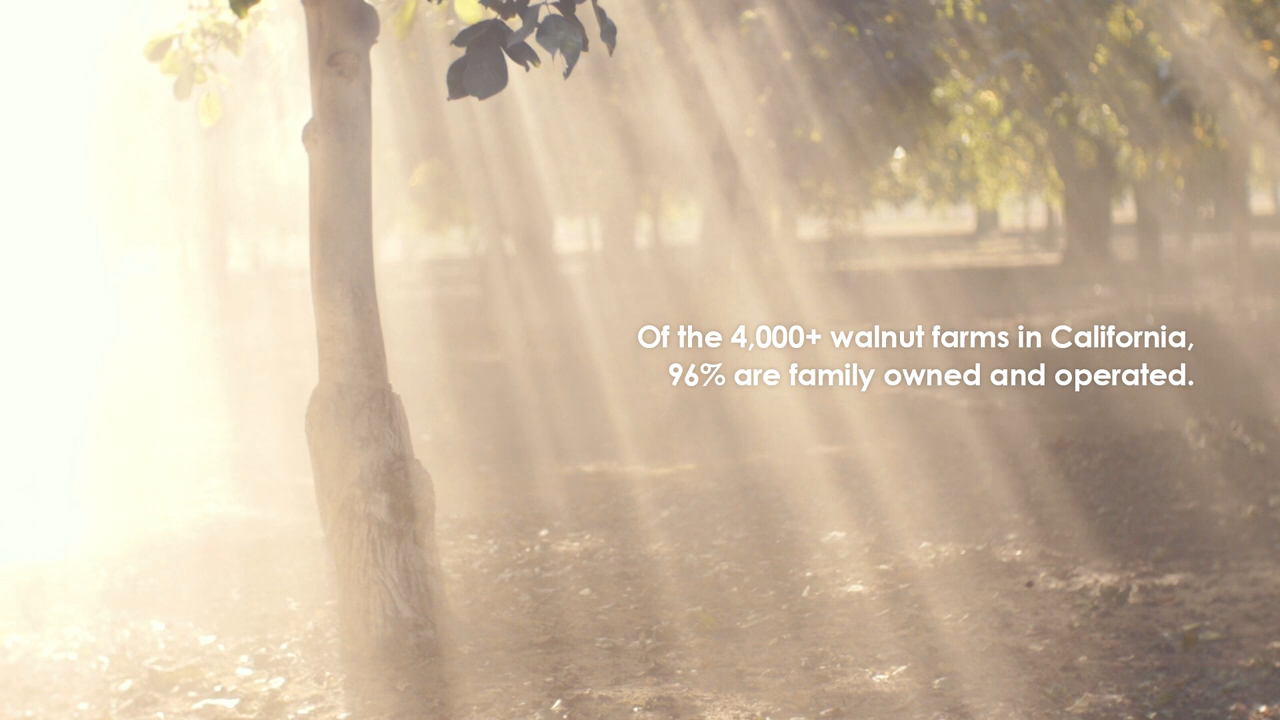 Of the 4,000+ walnut farms in California,
96% are family owned and operated.